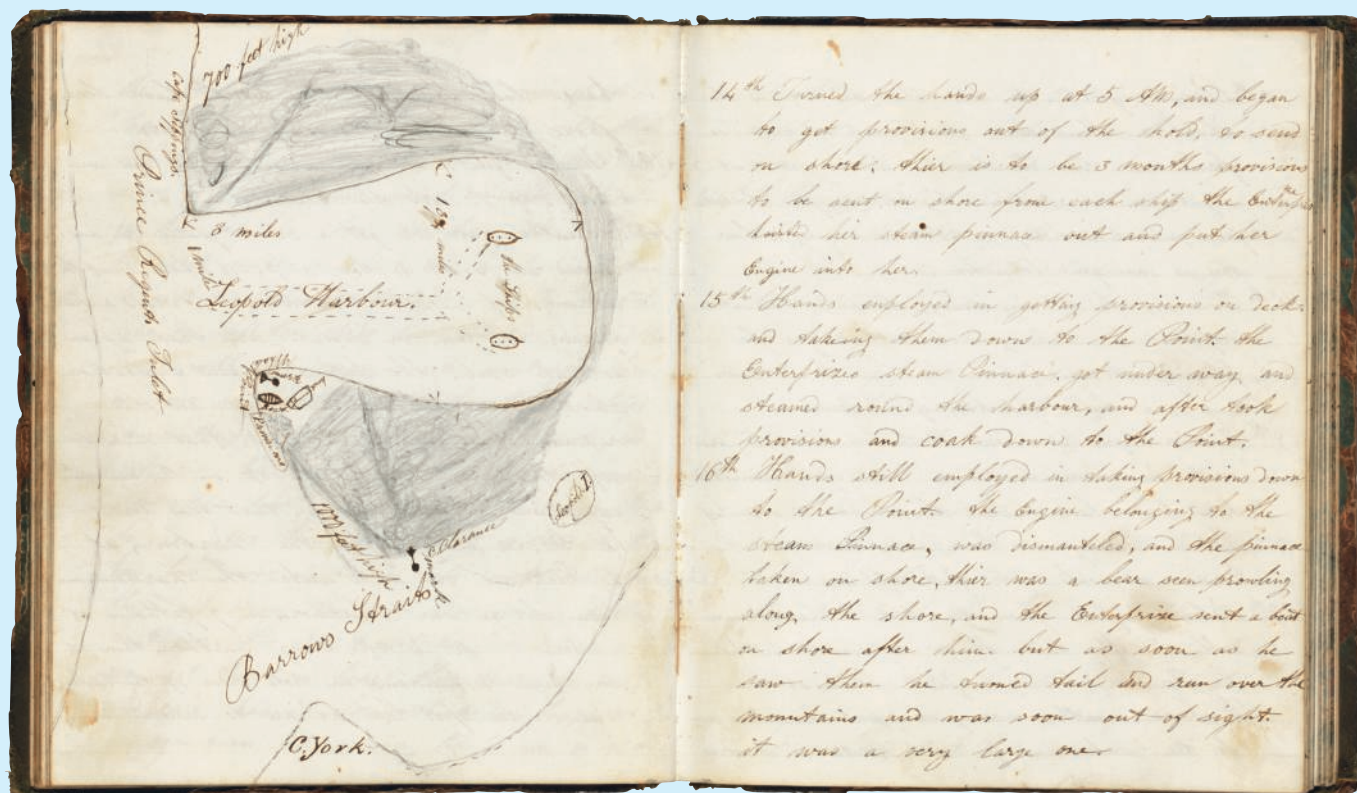 700 feet high
Cape Seppings
Prince Regents Inlet
3 miles
1 mile
miles
the Ships
Leopold Harbour.
1000 feet high
C Clarence
Leopold I.
Barrows Straits
C. York.
14th Turned the hands up at 5 AM, and began
to get provisions out of the hold, to send
on shore; thier is to be 3 months provisions
to be sent on shore from each ship the Enterprize
hoisted her steam pinnace out and put her
Engine into her.
15th Hands employed in getting provisions on deck
and takeing them down to the Point. the
Enterprizes steam Pinnace. got under way and
steamed round the harbour, and after took
provisions and coak down to the Point.
16th Hands still employed in taking provisions down
to the Point. the Engine belonging to the
steam Pinnace, was dismanteled, and the pinnace
taken on shore, thier was a bear seen prowling
along the shore, and the Enterprize sent a boat
on shore after him. but as soon as he
saw them he turned tail and run over the
mountains and was soon out of sight.
it was a very large one.